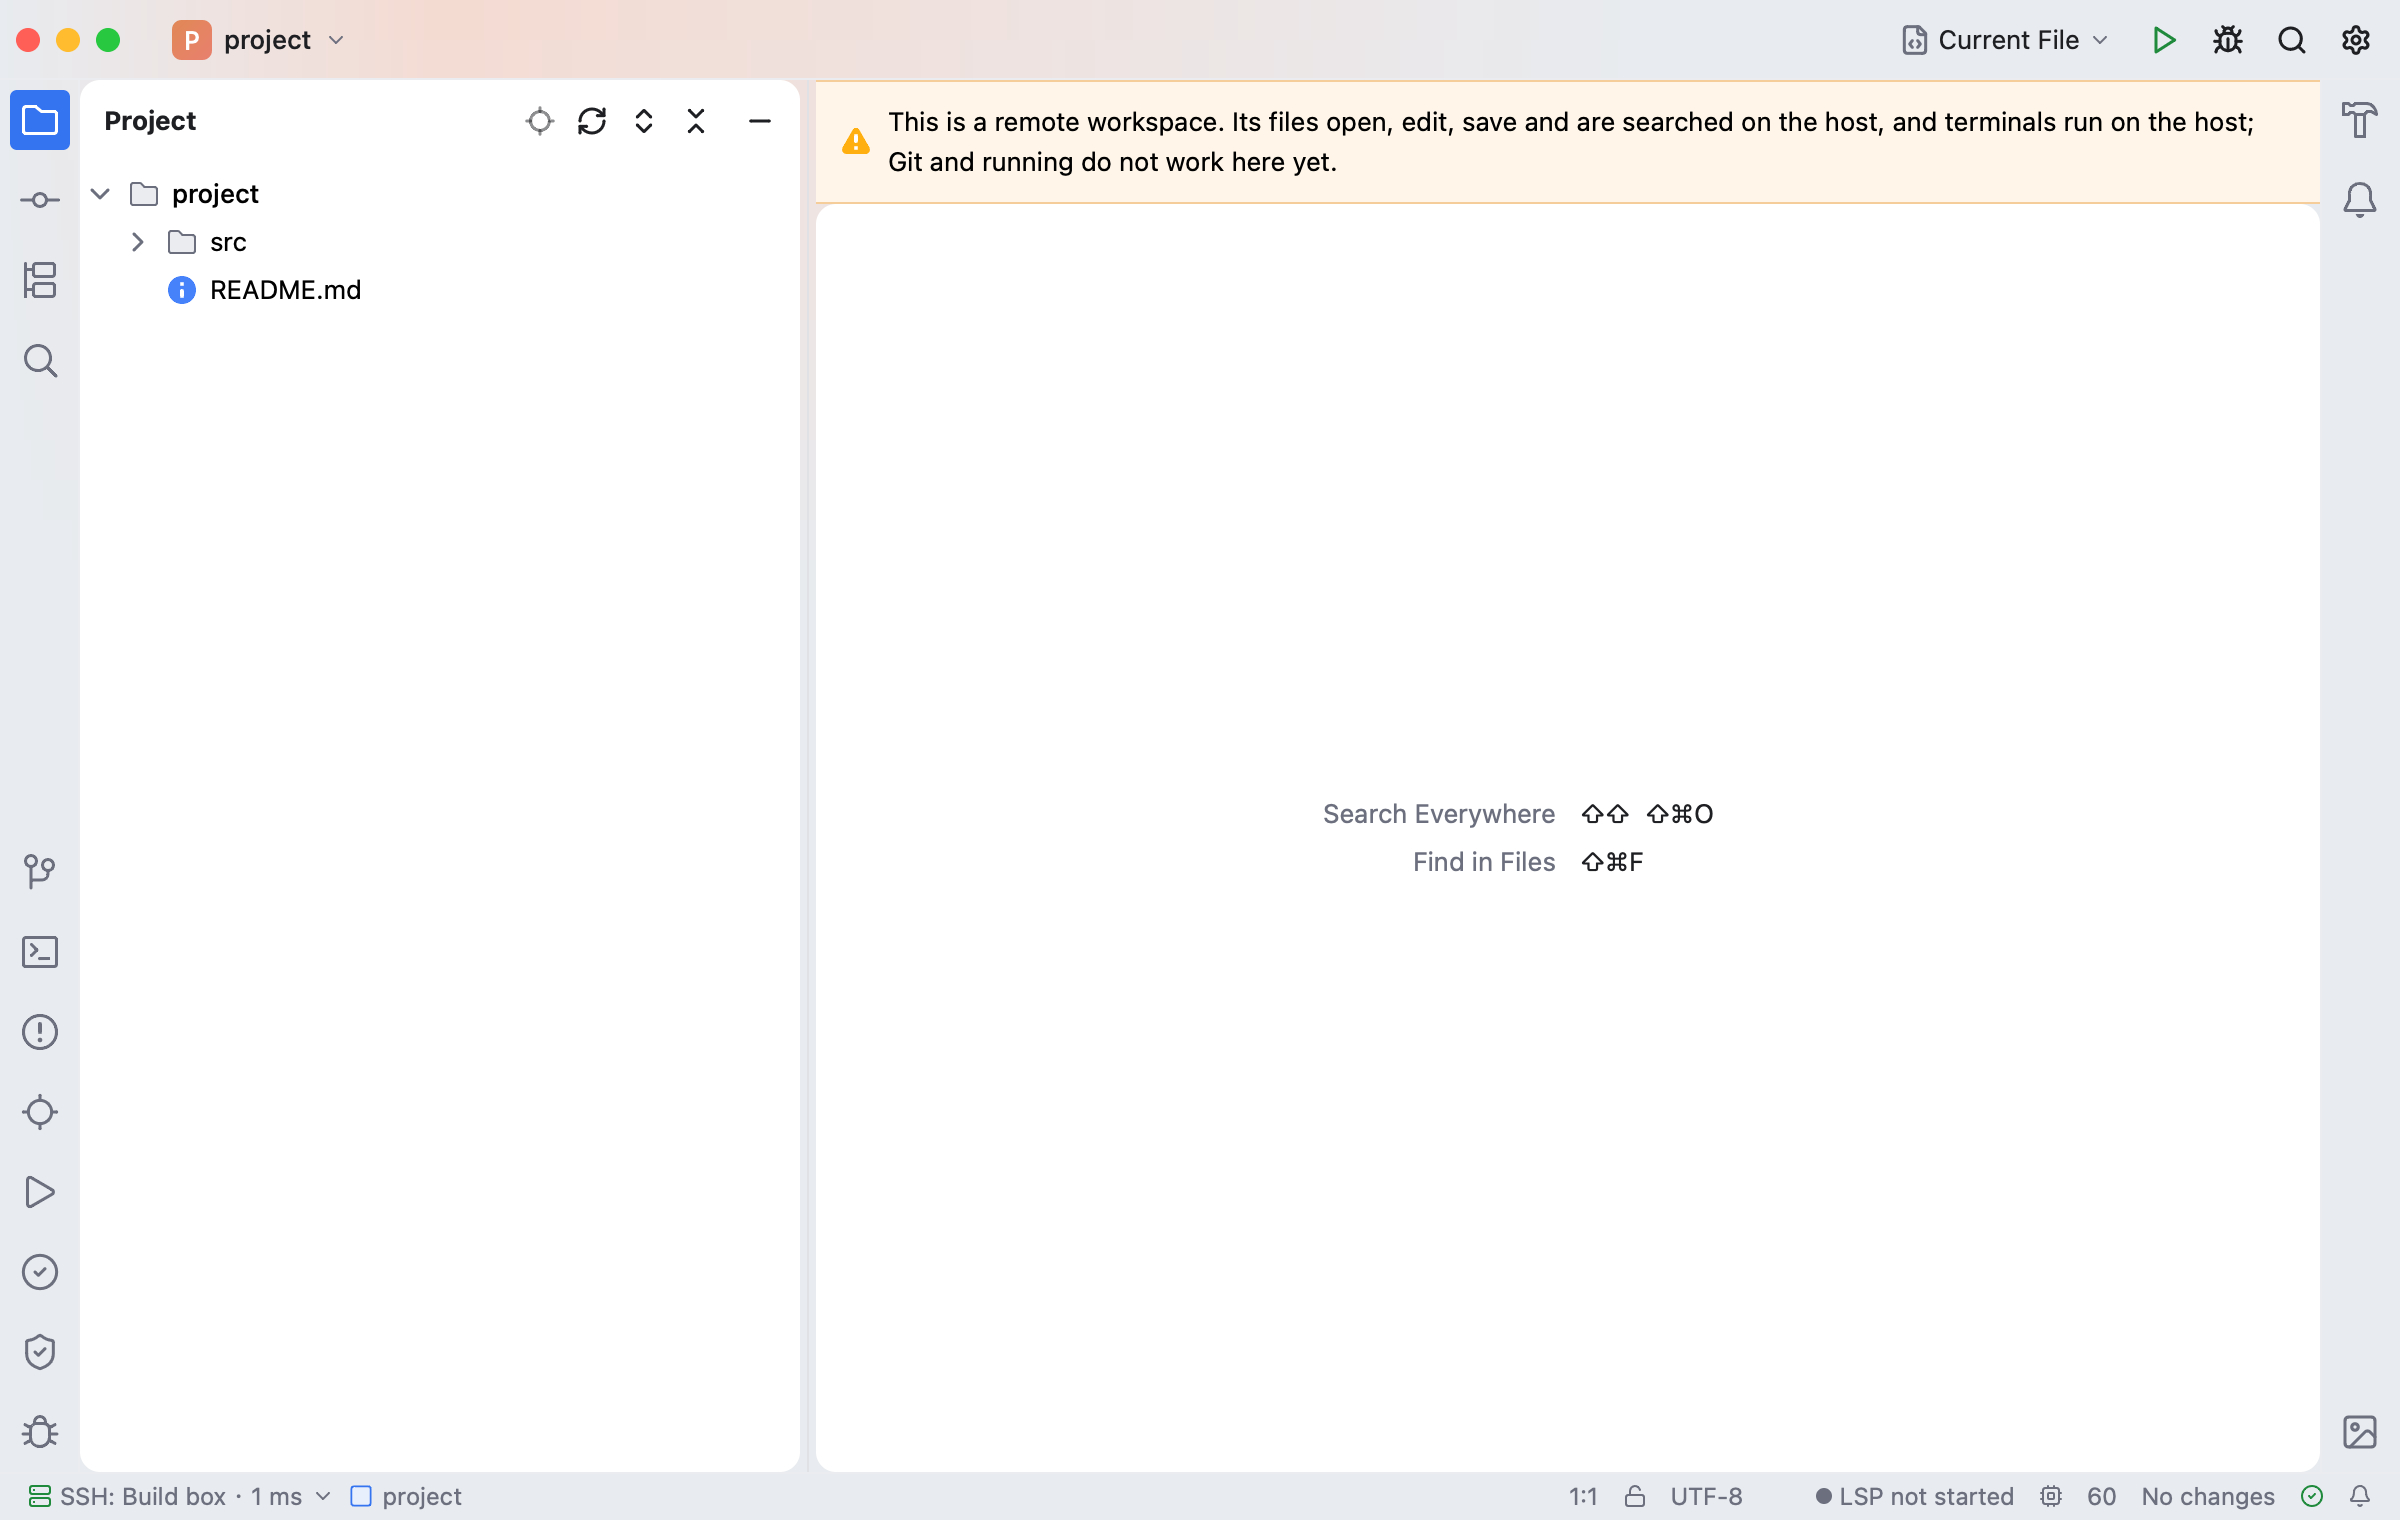 P project
Current File
Project
This is a remote workspace. Its files open, edit, save and are searched on the host, and terminals run on the host;
Git and running do not work here yet.
project
src
README.md
Search Everywhere ⇧⇧ ⇧⌘O
Find in Files ⇧⌘F
SSH: Build box · 1 ms
project
1:1
UTF-8
LSP not started
60
No changes